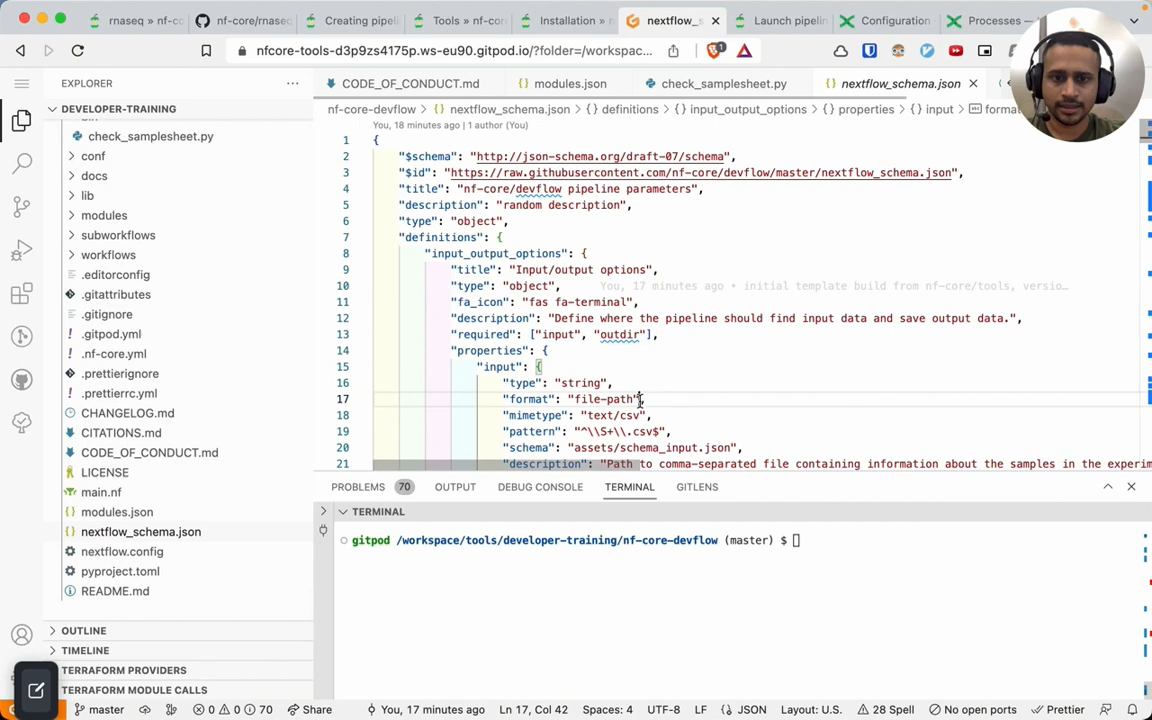 rnaseq » nf-co
nf-core/rnase
Creating pipel
Tools » nf-co
Installation » n
nextflow_s
Launch pipelin
Configuration
Processes —
nfcore-tools-d3p9zs4175p.ws-eu90.gitpod.io/?folder=/workspac...
EXPLORER
CODE_OF_CONDUCT.md
modules.json
check_samplesheet.py
nextflow_schema.json
DEVELOPER-TRAINING
nf-core-devflow > nextflow_schema.json > {} definitions > {} input_output_options > {} properties > {} input > format
You, 18 minutes ago | 1 author (You)
bin
check_samplesheet.py
conf
docs
lib
modules
subworkflows
workflows
.editorconfig
.gitattributes
.gitignore
.gitpod.yml
.nf-core.yml
.prettierignore
.prettierrc.yml
CHANGELOG.md
CITATIONS.md
CODE_OF_CONDUCT.md
LICENSE
main.nf
modules.json
nextflow_schema.json
nextflow.config
pyproject.toml
README.md
OUTLINE
TIMELINE
TERRAFORM PROVIDERS
TERRAFORM MODULE CALLS
1 {
2 "$schema": "http://json-schema.org/draft-07/schema",
3 "$id": "https://raw.githubusercontent.com/nf-core/devflow/master/nextflow_schema.json",
4 "title": "nf-core/devflow pipeline parameters",
5 "description": "random description",
6 "type": "object",
7 "definitions": {
8 "input_output_options": {
9 "title": "Input/output options",
10 "type": "object", You, 17 minutes ago • initial template build from nf-core/tools, versio…
11 "fa_icon": "fas fa-terminal",
12 "description": "Define where the pipeline should find input data and save output data.",
13 "required": ["input", "outdir"],
14 "properties": {
15 "input": {
16 "type": "string",
17 "format": "file-path",
18 "mimetype": "text/csv",
19 "pattern": "^\\S+\\.csv$",
20 "schema": "assets/schema_input.json",
21 "description": "Path to comma-separated file containing information about the samples in the experim
PROBLEMS 70 OUTPUT DEBUG CONSOLE TERMINAL GITLENS
TERMINAL
gitpod /workspace/tools/developer-training/nf-core-devflow (master) $
master 0 0 70 Share You, 17 minutes ago Ln 17, Col 42 Spaces: 4 UTF-8 LF {} JSON Layout: U.S. 28 Spell No open ports Prettier